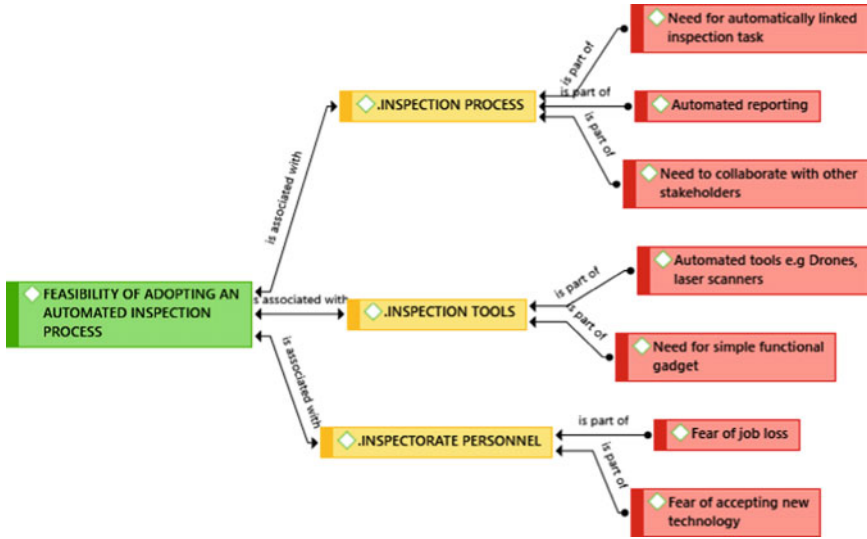 Need for automatically linked
inspection task
is part of
is part of
.INSPECTION PROCESS
Automated reporting
is part of
Need to collaborate with other
stakeholders
is associated with
FEASIBILITY OF ADOPTING AN
AUTOMATED INSPECTION
PROCESS
is associated with
.INSPECTION TOOLS
is part of
Automated tools e.g Drones,
laser scanners
is part of
Need for simple functional
gadget
is associated with
.INSPECTORATE PERSONNEL
is part of
Fear of job loss
is part of
Fear of accepting new
technology